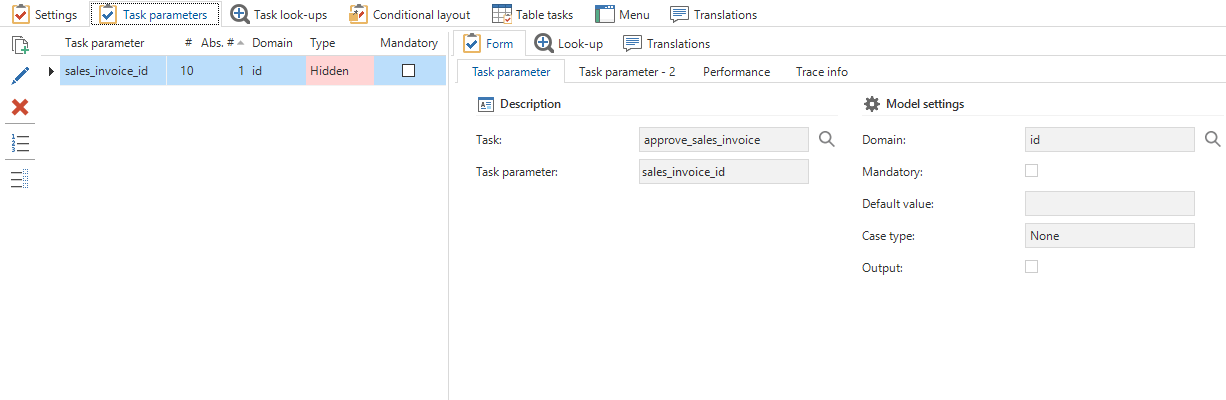 Settings Task parameters Task look-ups Conditional layout Table tasks Menu Translations
Task parameter # Abs. # Domain Type Mandatory
sales_invoice_id 10 1 id Hidden
Form Look-up Translations
Task parameter Task parameter - 2 Performance Trace info
Description
Task: approve_sales_invoice
Task parameter: sales_invoice_id
Model settings
Domain: id
Mandatory:
Default value:
Case type: None
Output: